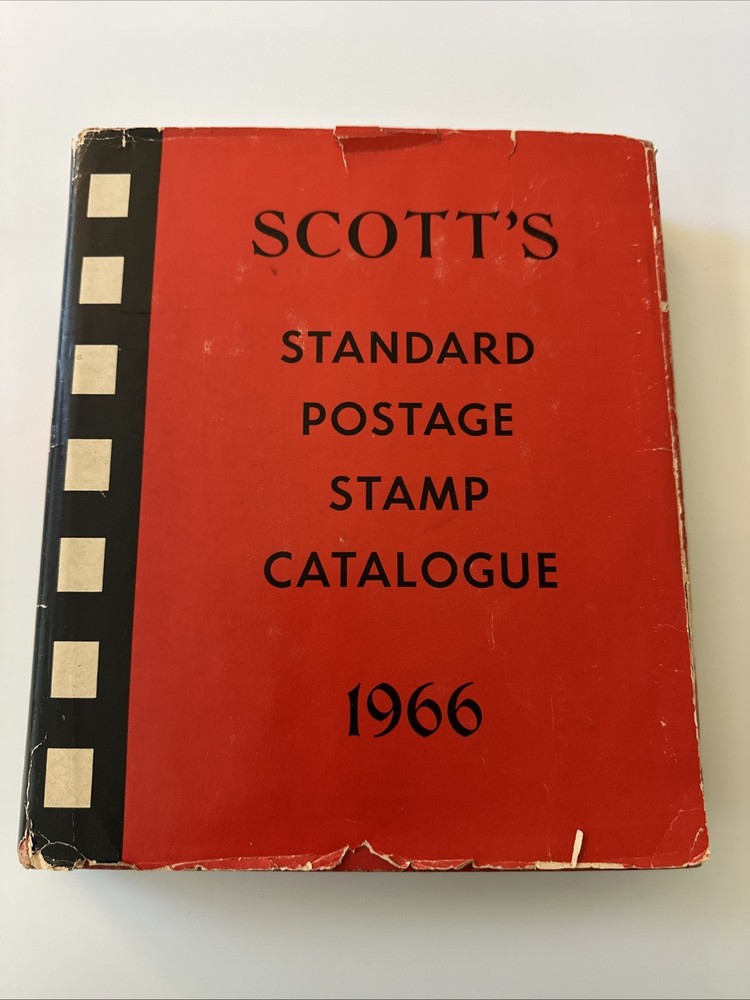 SCOTT'S
STANDARD
POSTAGE
STAMP
CATALOGUE
1966